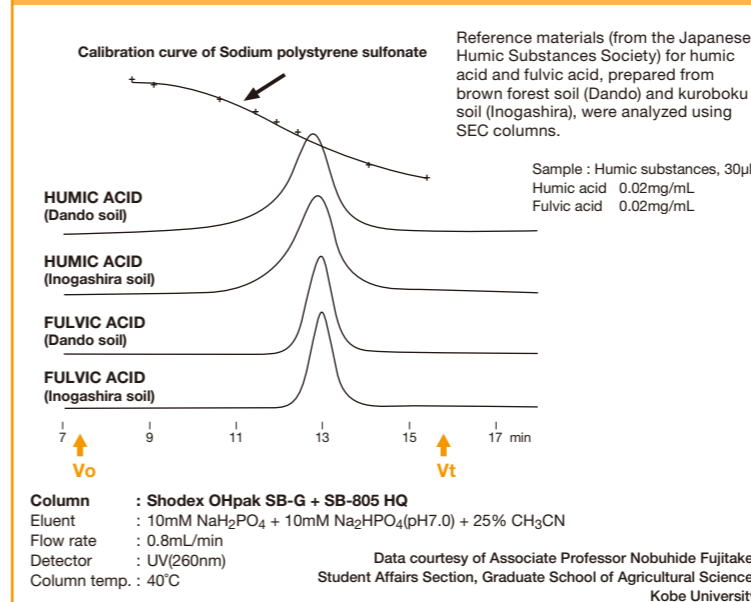 Calibration curve of Sodium polystyrene sulfonate
Reference materials (from the Japanese
Humic Substances Society) for humic
acid and fulvic acid, prepared from
brown forest soil (Dando) and kuroboku
soil (Inogashira), were analyzed using
SEC columns.
Sample : Humic substances, 30µl
Humic acid 0.02mg/mL
Fulvic acid 0.02mg/mL
HUMIC ACID
(Dando soil)
HUMIC ACID
(Inogashira soil)
FULVIC ACID
(Dando soil)
FULVIC ACID
(Inogashira soil)
7 9 11 13 15 17 min
Vo Vt
Column : Shodex OHpak SB-G + SB-805 HQ
Eluent : 10mM NaH₂PO₄ + 10mM Na₂HPO₄(pH7.0) + 25% CH₃CN
Flow rate : 0.8mL/min
Detector : UV(260nm)
Column temp. : 40˚C
Data courtesy of Associate Professor Nobuhide Fujitake
Student Affairs Section, Graduate School of Agricultural Science
Kobe University